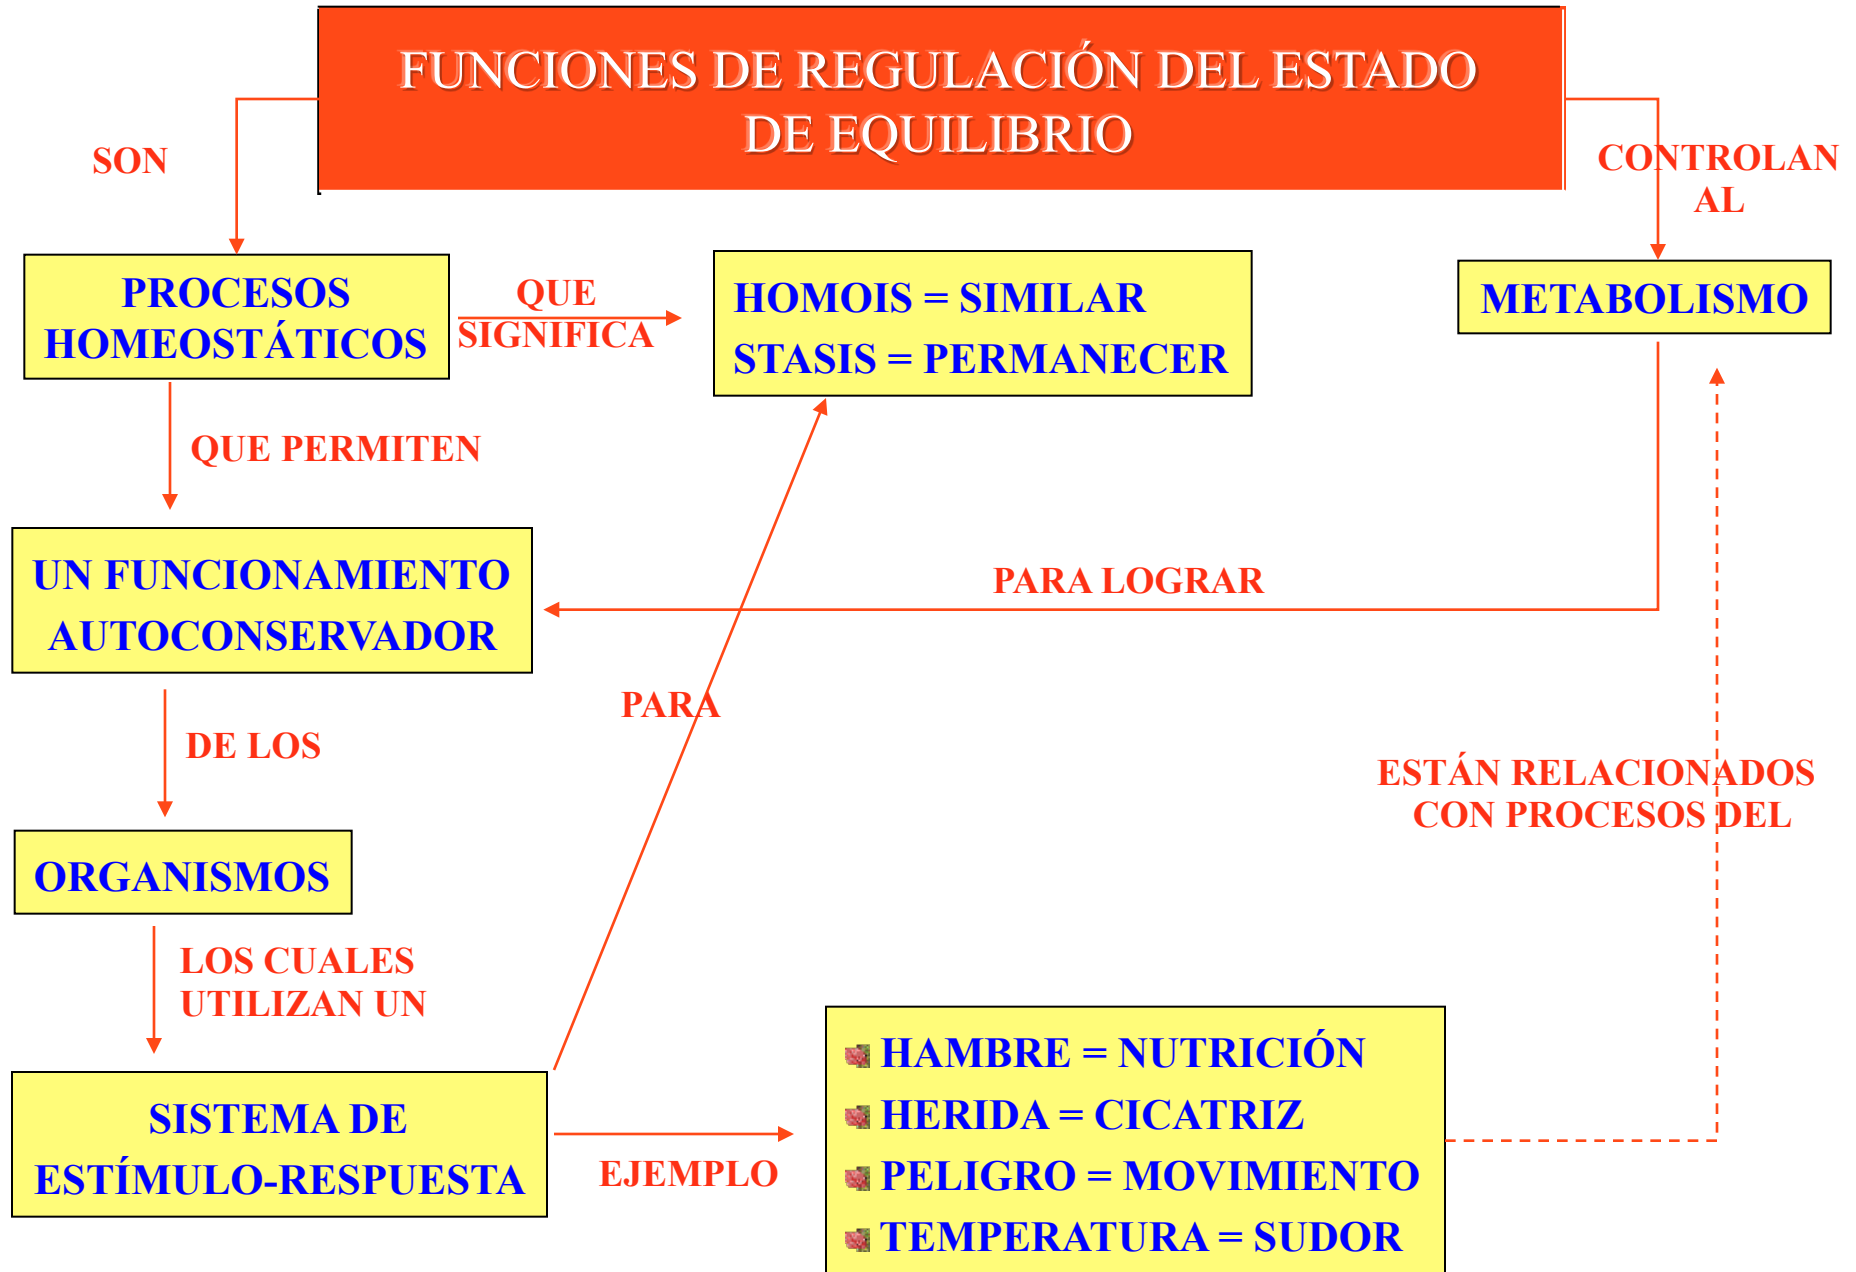 FUNCIONES DE REGULACIÓN DEL ESTADO
DE EQUILIBRIO
SON
CONTROLAN
AL
PROCESOS
HOMEOSTÁTICOS
QUE
SIGNIFICA
HOMOIS = SIMILAR
STASIS = PERMANECER
METABOLISMO
QUE PERMITEN
UN FUNCIONAMIENTO
AUTOCONSERVADOR
PARA LOGRAR
PARA
DE LOS
ESTÁN RELACIONADOS
CON PROCESOS DEL
ORGANISMOS
LOS CUALES
UTILIZAN UN
SISTEMA DE
ESTÍMULO-RESPUESTA
EJEMPLO
HAMBRE = NUTRICIÓN
HERIDA = CICATRIZ
PELIGRO = MOVIMIENTO
TEMPERATURA = SUDOR